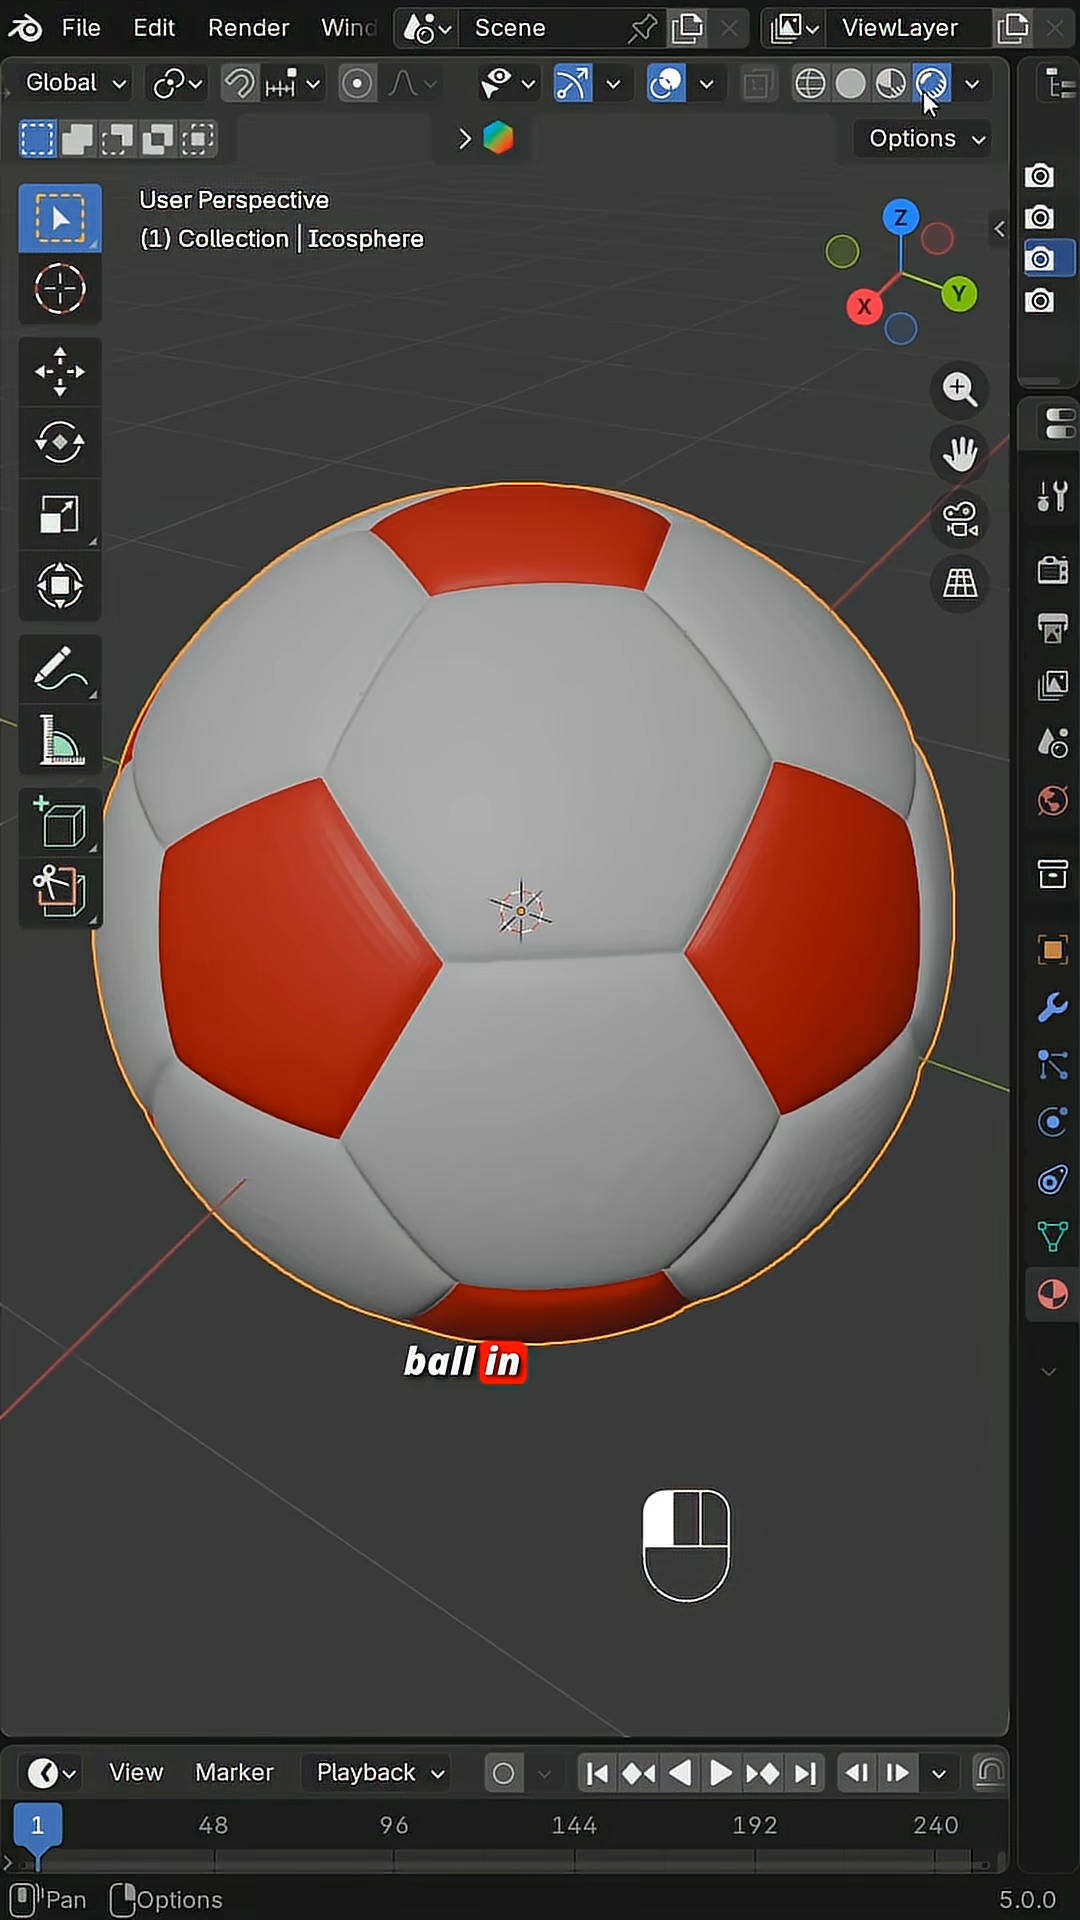 File Edit Render Wind Scene ViewLayer
Global
Options
User Perspective
(1) Collection | Icosphere
Z
Y
X
ball in
View Marker Playback
1 48 96 144 192 240
Pan Options 5.0.0